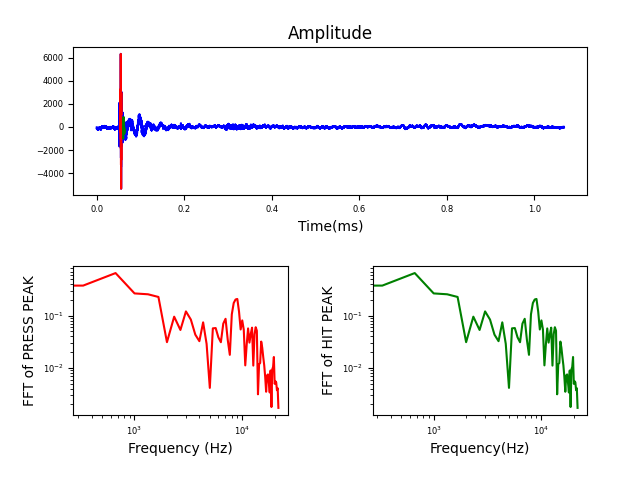 Amplitude
6000
4000
2000
0
−2000
−4000
0.0 0.2 0.4 0.6 0.8 1.0
Time(ms)
FFT of PRESS PEAK
10⁻¹
10⁻²
10³ 10⁴
Frequency (Hz)
FFT of HIT PEAK
10⁻¹
10⁻²
10³ 10⁴
Frequency(Hz)